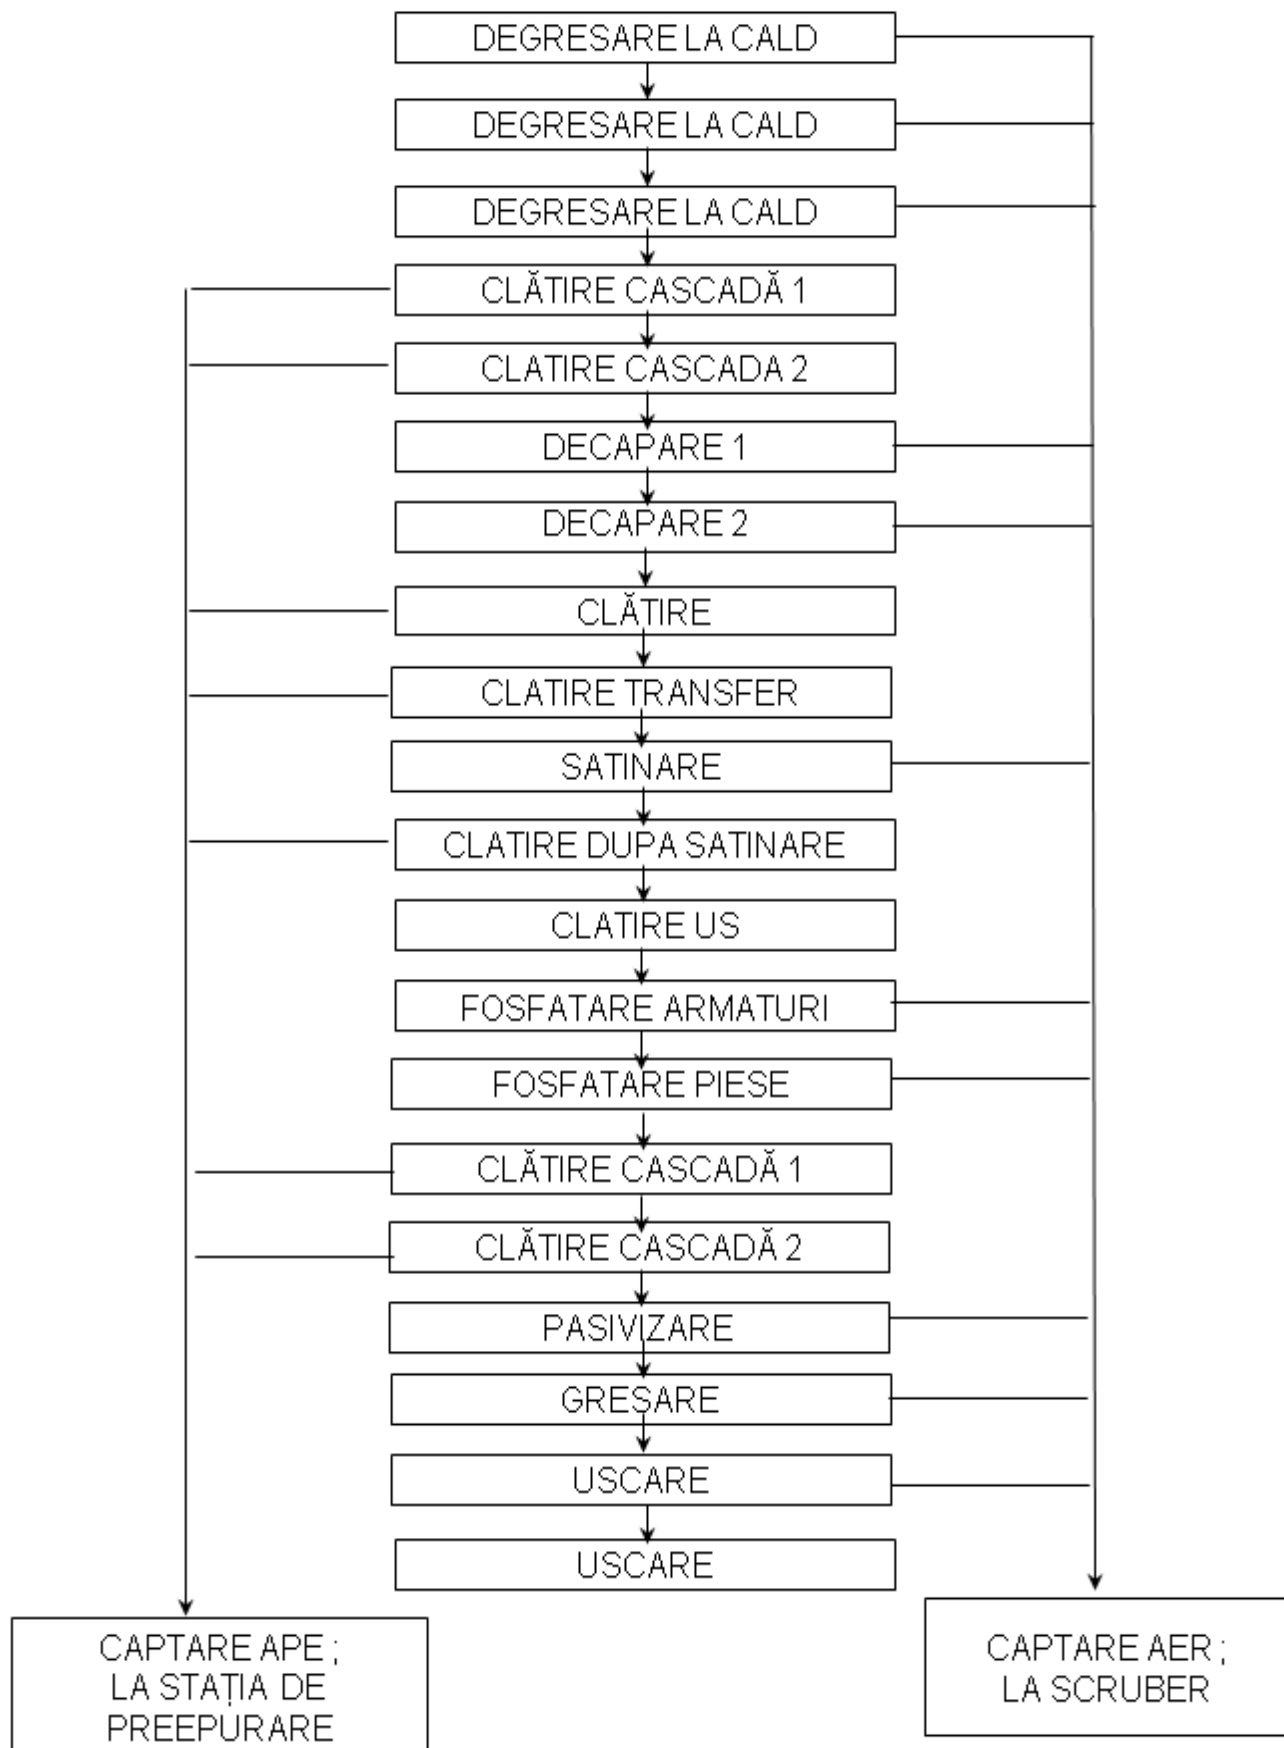 DEGRESARE LA CALD
DEGRESARE LA CALD
DEGRESARE LA CALD
CLĂTIRE CASCADĂ 1
CLATIRE CASCADA 2
DECAPARE 1
DECAPARE 2
CLĂTIRE
CLATIRE TRANSFER
SATINARE
CLATIRE DUPA SATINARE
CLATIRE US
FOSFATARE ARMATURI
FOSFATARE PIESE
CLĂTIRE CASCADĂ 1
CLĂTIRE CASCADĂ 2
PASIVIZARE
GRESARE
USCARE
USCARE
CAPTARE APE ;
LA STAȚIA DE
PREEPURARE
CAPTARE AER ;
LA SCRUBER